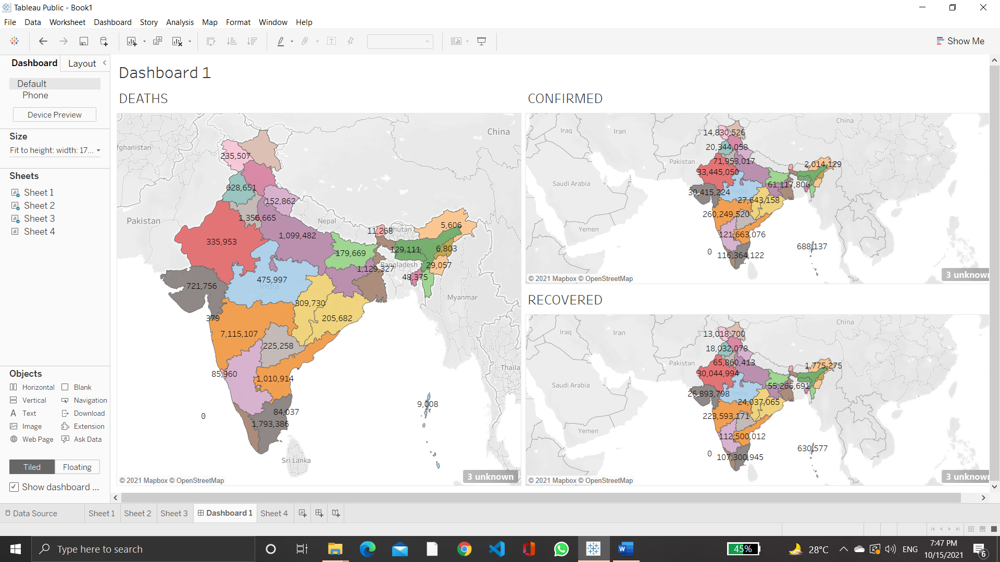 Tableau Public - Book1
File Data Worksheet Dashboard Story Analysis Map Format Window Help
Show Me
Dashboard Layout
Default
Phone
Device Preview
Size
Fit to height: width: 17...
Sheets
Sheet 1
Sheet 2
Sheet 3
Sheet 4
Objects
Horizontal Blank
Vertical Navigation
Text Download
Image Extension
Web Page Ask Data
Tiled Floating
Show dashboard ...
Dashboard 1
DEATHS
China
fghanistan
235,507
628,651
152,862
Pakistan
1,356,665
Nepal
11,268
Bhutan
5,606
335,953
1,099,482
179,669
129,111
6,803
Bangladesh
29,057
1,129,327
48,375
721,756
475,997
India
Myanmar
309,730
379
205,682
7,115,107
225,258
85,960
1,010,914
Thaila
9,008
84,037
0
1,793,386
Sri Lanka
© 2021 Mapbox © OpenStreetMap
3 unknown
CONFIRMED
China
Iraq
Iran
14,830,526
20,344,058
Pakistan
71,953,017
2,014,129
33,445,050
Saudi Arabia
61,117,806
30,415,224
India
27,643,158
260,249,520
Yemen
121,663,076
688,137
0
116,364,122
© 2021 Mapbox © OpenStreetMap
3 unknown
RECOVERED
China
Iraq
Iran
13,018,700
18,032,078
Pakistan
65,860,413
1,775,275
30,044,994
Saudi Arabia
55,266,691
26,893,798
India
24,037,065
223,593,171
Yemen
112,500,012
630,577
0
107,300,945
© 2021 Mapbox © OpenStreetMap
3 unknown
Data Source Sheet 1 Sheet 2 Sheet 3 Dashboard 1 Sheet 4
Type here to search
45%
28°C
ENG
7:47 PM
10/15/2021
6